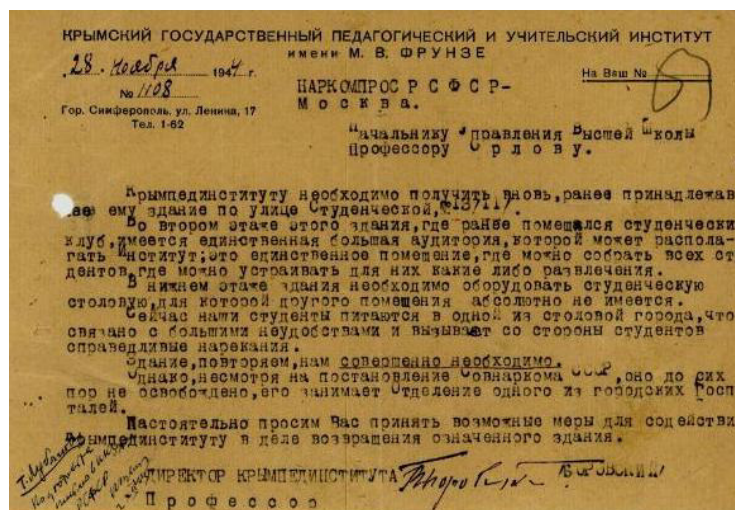 КРЫМСКИЙ ГОСУДАРСТВЕННЫЙ ПЕДАГОГИЧЕСКИЙ И УЧИТЕЛЬСКИЙ ИНСТИТУТ
имени М. В. ФРУНЗЕ
28 ноября 1944 г.
№ 1108
На Ваш №
Гор. Симферополь, ул. Ленина, 17
Тел. 1-62
НАРКОМПРОС Р С Ф С Р-
М о с к в а.
Начальнику Управления Высшей Школы
Профессору О р л о в у.
Крымпединституту необходимо получить вновь,ранее принадлежав
шее ему здание по улице Студенческой,№13/11/.
Во втором этаже этого здания,где ранее помещался студенчески
клуб,имеется единственная большая аудитория,которой может распола-
гать Институт;это единственное помещение,где можно собрать всех ст
дентов,где можно устраивать для них какие либо развлечения.
В нижнем этаже здания необходимо оборудовать студенческую
столовую,для которой другого помещения абсолютно не имеется.
Сейчас наши студенты питаются в одной из столовой города,что
связано с большими неудобствами и вызывает со стороны студентов
справедливые нарекания.
Здание,повторяем,нам совершенно необходимо.
Однако,несмотря на постановление Совнаркома СССР,оно до сих
пор не освобождено,его занимает Отделение одного из городских Госп
талей.
Настоятельно просим Вас принять возможные меры для содействи
Крымпединституту в деле возвращения означенного здания.
ДИРЕКТОР КРЫМПЕДИНСТИТУТА /БОРОВСКИЙ/
П р о ф е с с о р